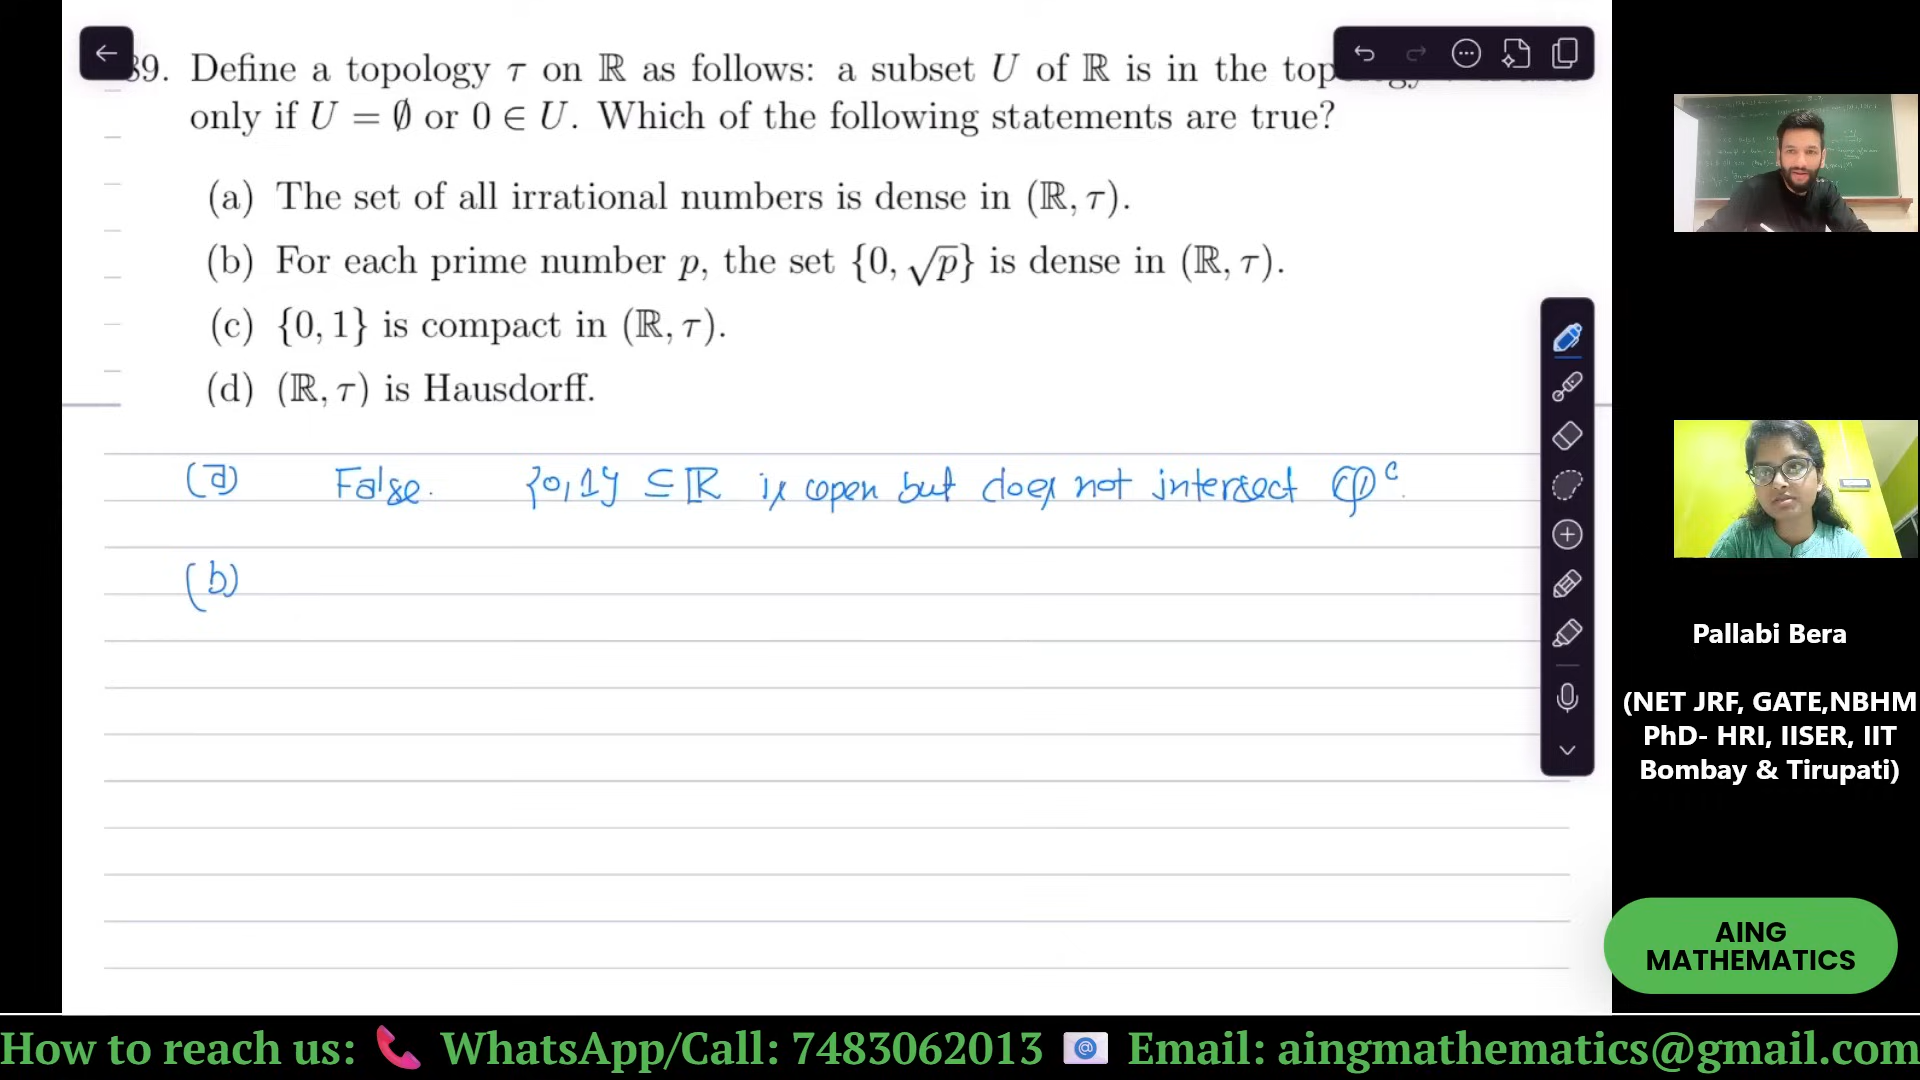 39. Define a topology τ on ℝ as follows: a subset U of ℝ is in the
only if U = ∅ or 0 ∈ U. Which of the following statements are true?
(a) The set of all irrational numbers is dense in (ℝ, τ).
(b) For each prime number p, the set {0, √p} is dense in (ℝ, τ).
(c) {0, 1} is compact in (ℝ, τ).
(d) (ℝ, τ) is Hausdorff.
(a) False. {0,1} ⊆ ℝ is open but does not intersect ℚᶜ.
(b)
Pallabi Bera
(NET JRF, GATE,NBHM
PhD- HRI, IISER, IIT
Bombay & Tirupati)
AING
MATHEMATICS
How to reach us: 📞 WhatsApp/Call: 7483062013 📧 Email: aingmathematics@gmail.com